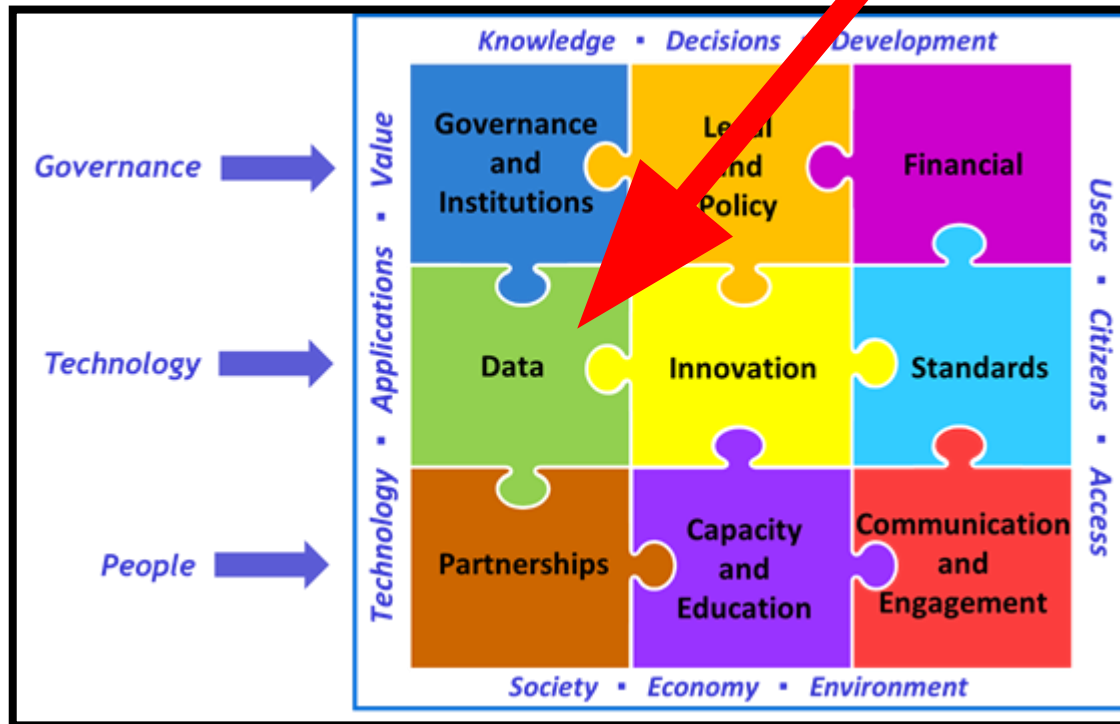 Knowledge ▪ Decisions ▪ Development
Governance
Technology
People
Technology ▪ Applications ▪ Value
Governance
and
Institutions
and
Policy
Financial
Data
Innovation
Standards
Partnerships
Capacity
and
Education
Communication
and
Engagement
Users ▪ Citizens ▪ Access
Society ▪ Economy ▪ Environment